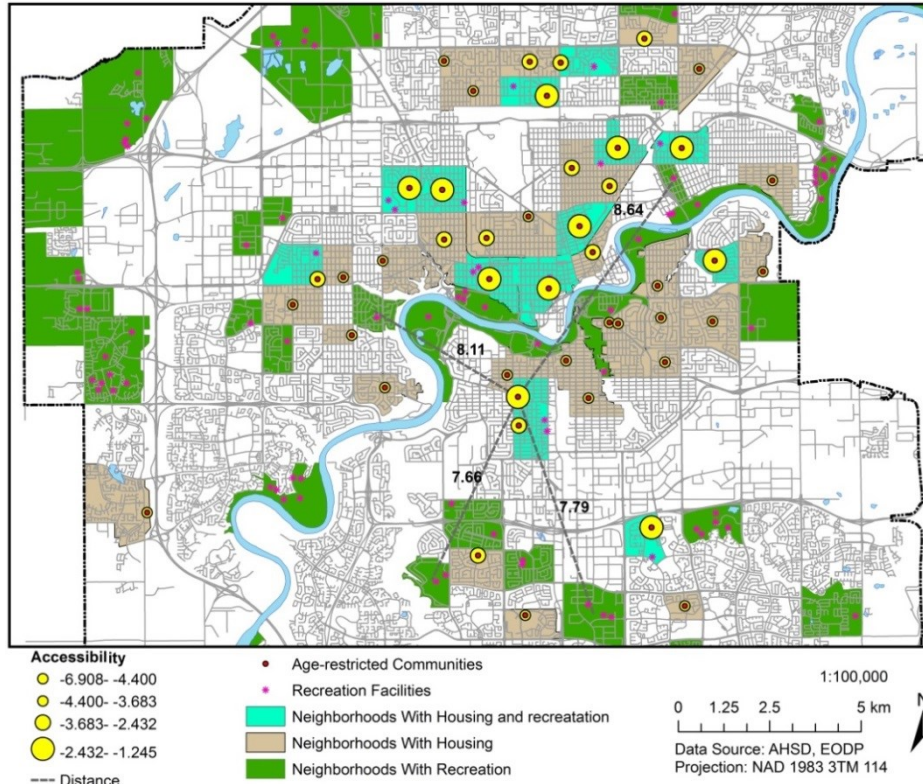 8.64
8.11
7.66
7.79
Accessibility
-6.908- -4.400
-4.400- -3.683
-3.683- -2.432
-2.432- -1.245
Distance
Age-restricted Communities
Recreation Facilities
Neighborhoods With Housing and recreatation
Neighborhoods With Housing
Neighborhoods With Recreation
1:100,000
0 1.25 2.5 5 km
N
Data Source: AHSD, EODP
Projection: NAD 1983 3TM 114